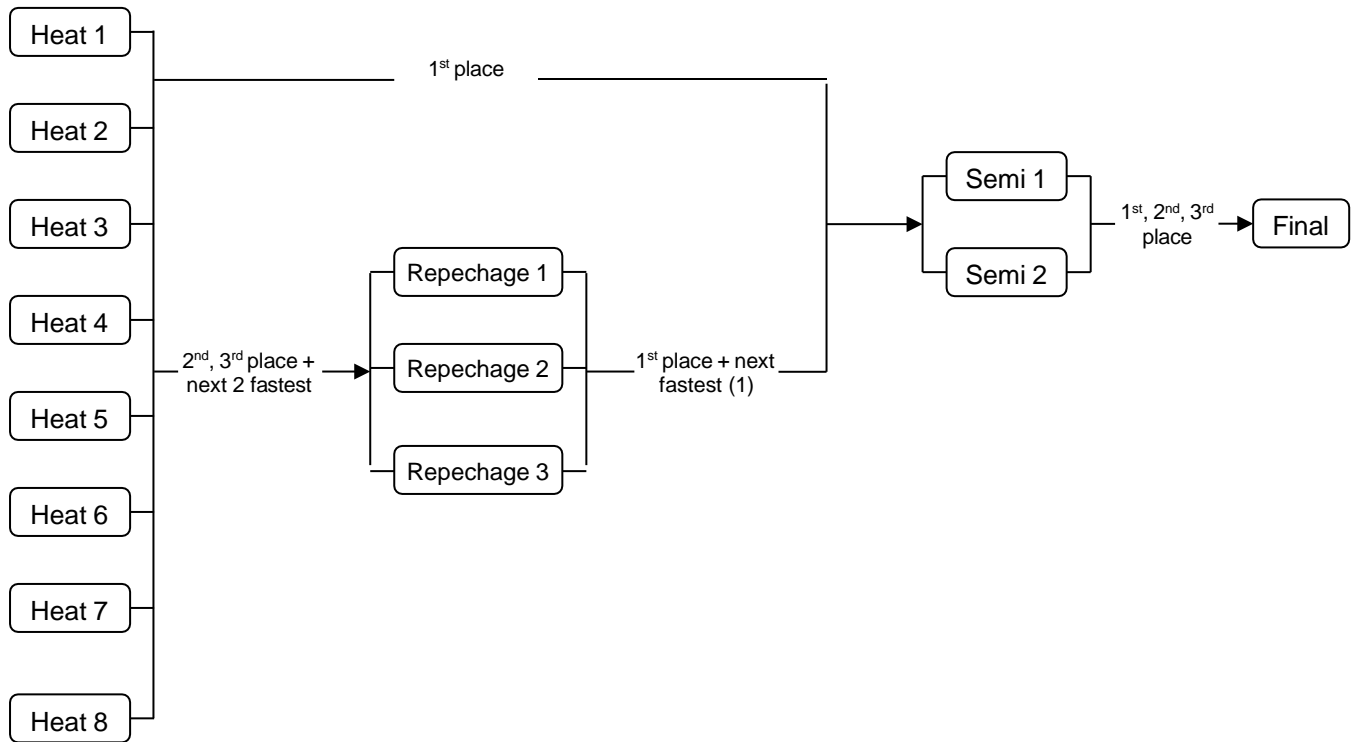 Heat 1
Heat 2
Heat 3
Heat 4
Heat 5
Heat 6
Heat 7
Heat 8
1st place
2nd, 3rd place +
next 2 fastest
Repechage 1
Repechage 2
Repechage 3
1st place + next
fastest (1)
Semi 1
Semi 2
1st, 2nd, 3rd
place
Final